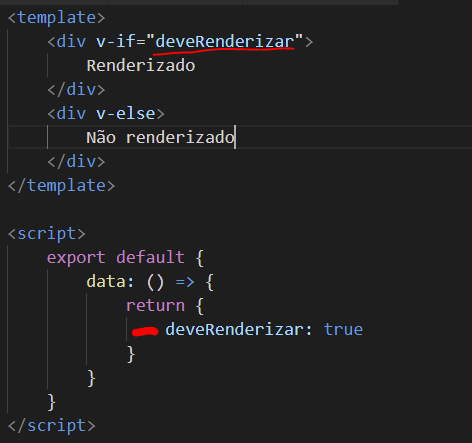 <template>
    <div v-if="deveRenderizar">
        Renderizado
    </div>
    <div v-else>
        Não renderizado
    </div>
</template>
<script>
    export default {
        data: () => {
            return {
                deveRenderizar: true
            }
        }
    }
</script>